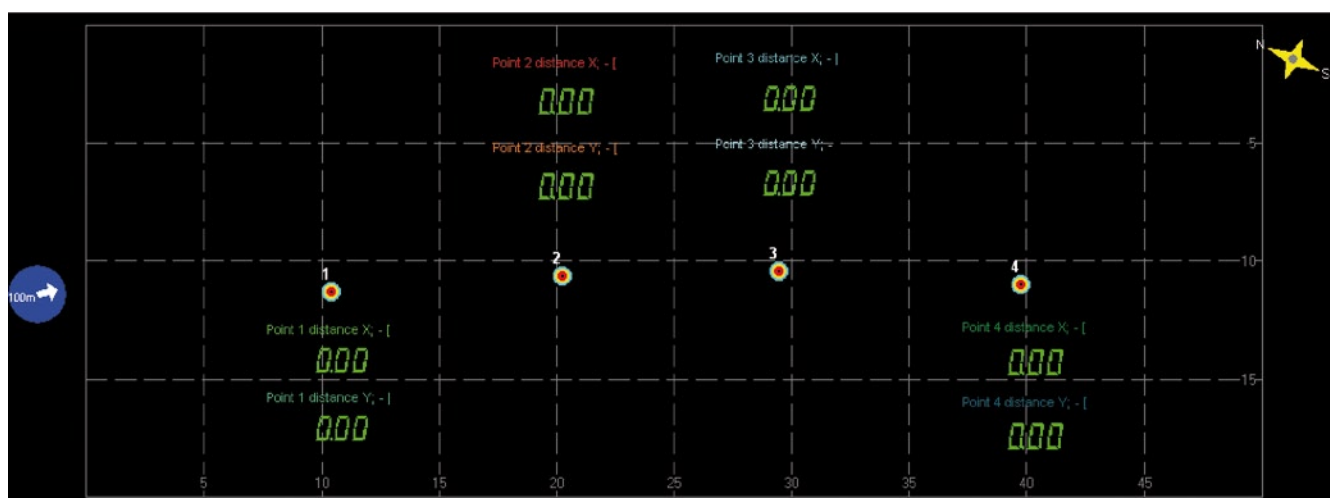 N
S
Point 2 distance X; - [
Point 3 distance X; - [
0.00
0.00
5
Point 2 distance Y; - [
Point 3 distance Y; -
0.00
0.00
10
1
2
3
4
100m
Point 1 distance X; - [
Point 4 distance X; - [
0.00
0.00
15
Point 1 distance Y; - [
Point 4 distance Y; - [
0.00
0.00
5
10
15
20
25
30
35
40
45